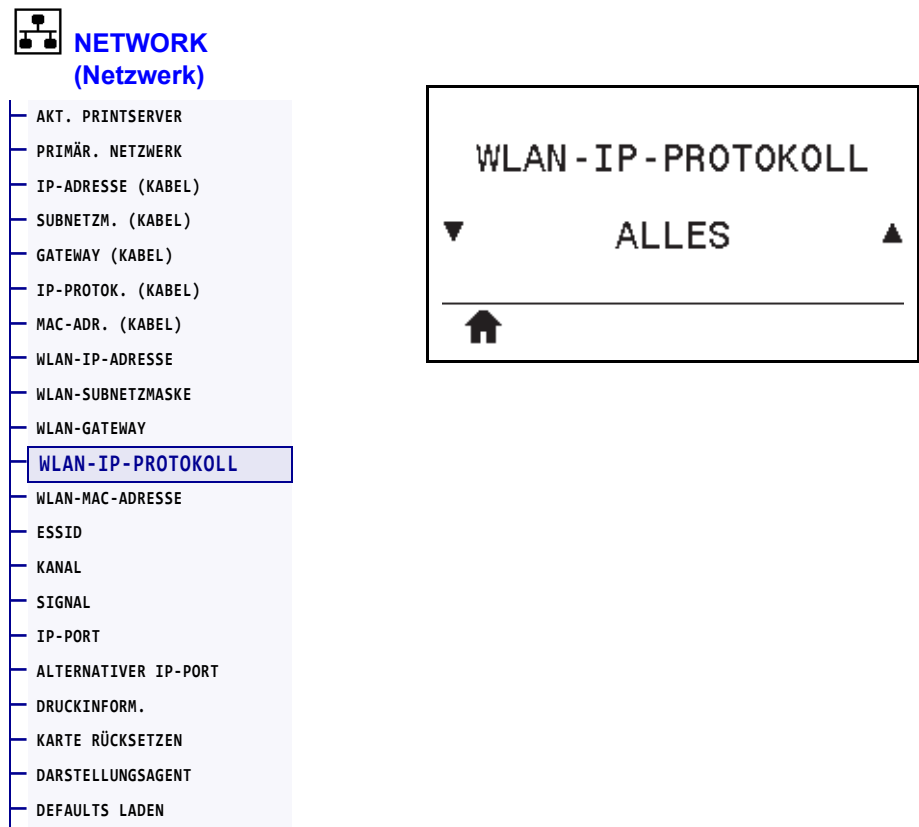 NETWORK
(Netzwerk)
AKT. PRINTSERVER
PRIMÄR. NETZWERK
IP-ADRESSE (KABEL)
SUBNETZM. (KABEL)
GATEWAY (KABEL)
IP-PROTOK. (KABEL)
MAC-ADR. (KABEL)
WLAN-IP-ADRESSE
WLAN-SUBNETZMASKE
WLAN-GATEWAY
WLAN-IP-PROTOKOLL
WLAN-MAC-ADRESSE
ESSID
KANAL
SIGNAL
IP-PORT
ALTERNATIVER IP-PORT
DRUCKINFORM.
KARTE RÜCKSETZEN
DARSTELLUNGSAGENT
DEFAULTS LADEN
WLAN-IP-PROTOKOLL
ALLES